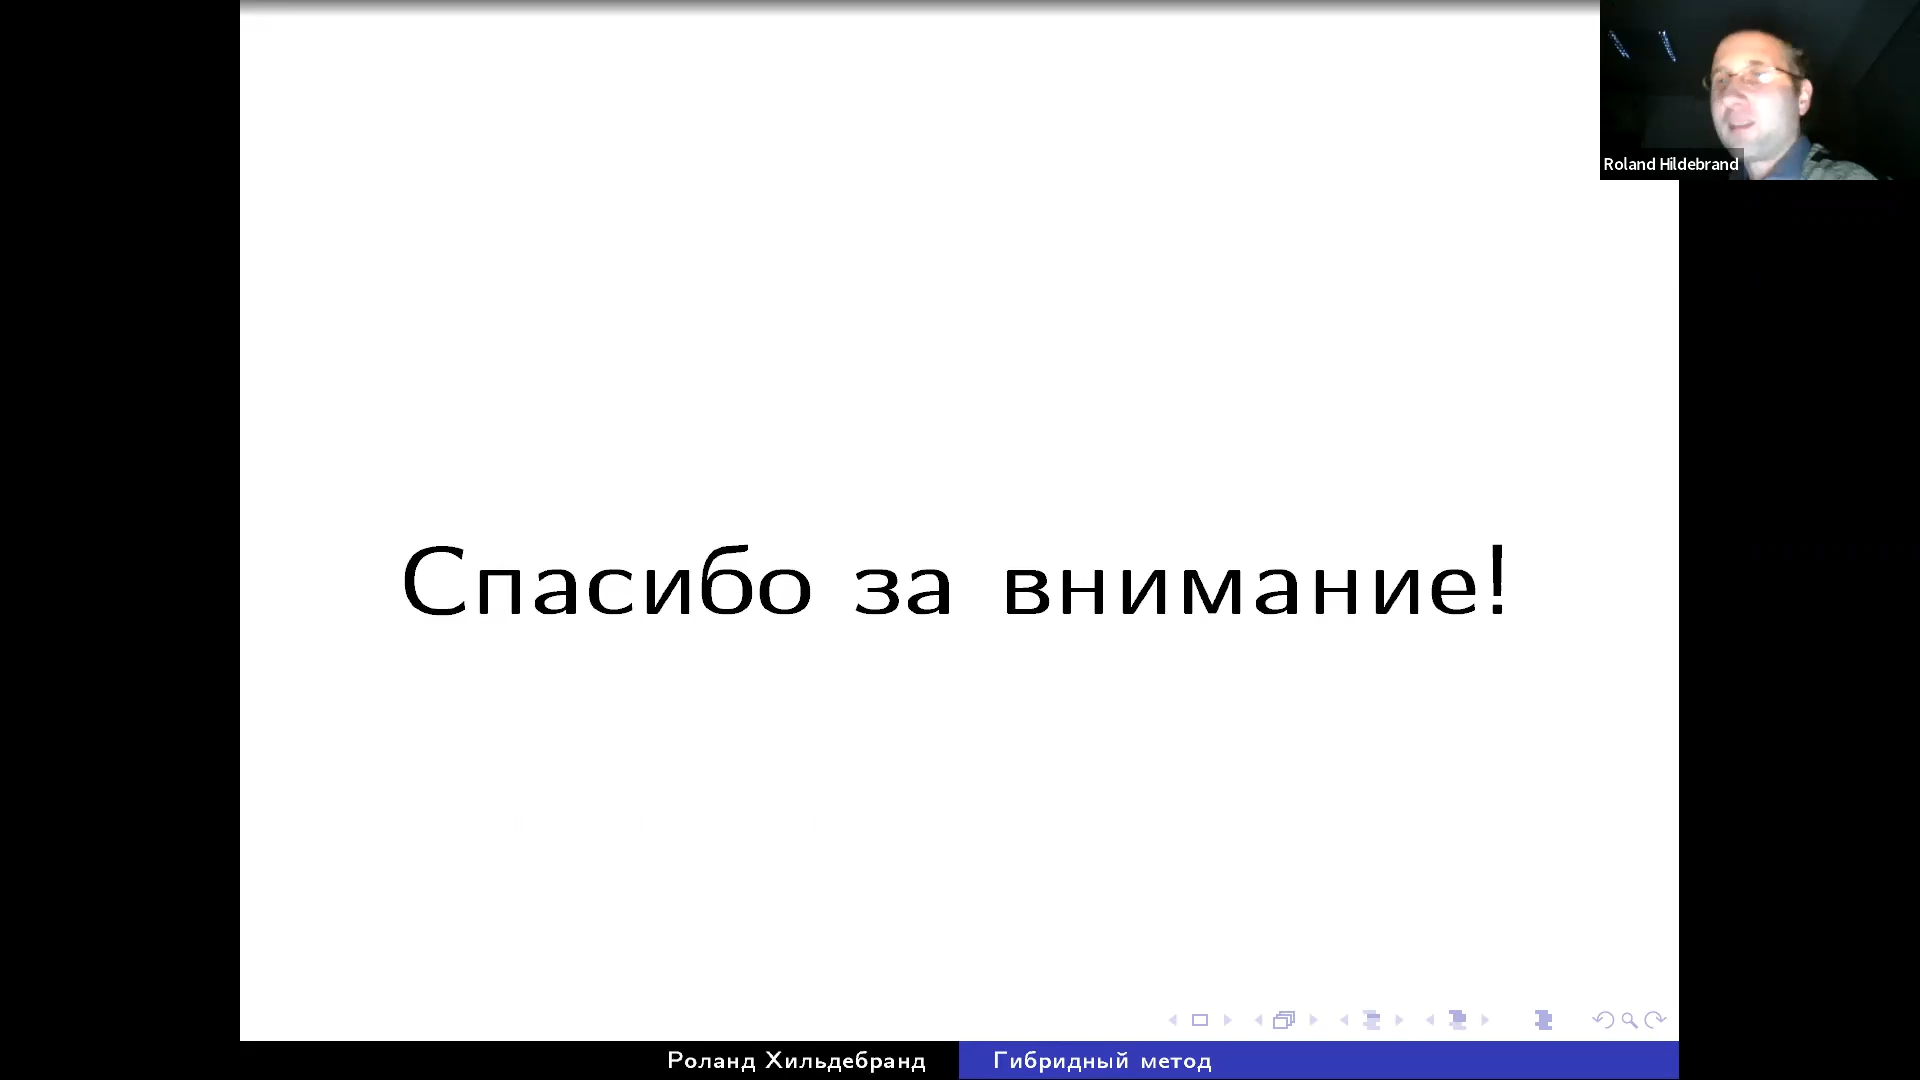 Roland Hildebrand
Спасибо за внимание!
Роланд Хильдебранд
Гибридный метод